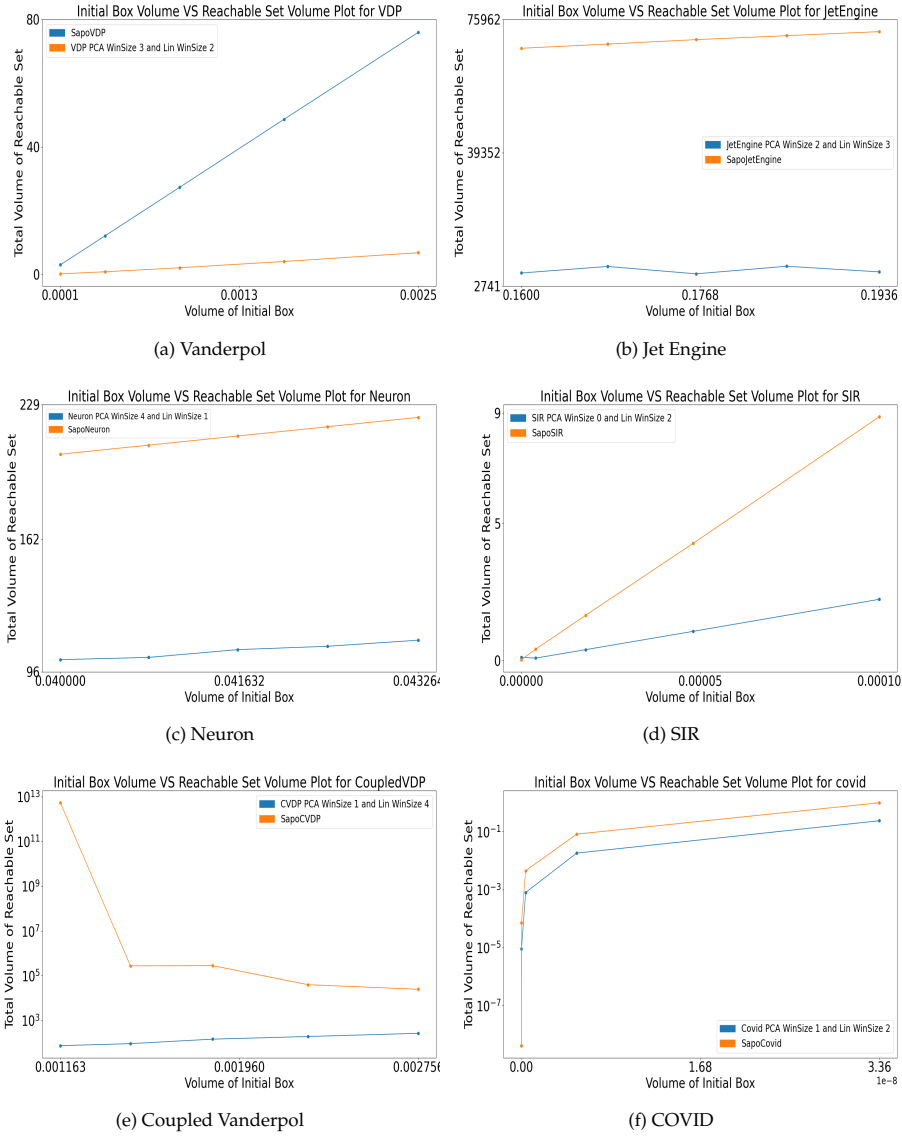 Initial Box Volume VS Reachable Set Volume Plot for VDP
Total Volume of Reachable Set
80
40
0
SapoVDP
VDP PCA WinSize 3 and Lin WinSize 2
0.0001
0.0013
0.0025
Volume of Initial Box
(a) Vanderpol
Initial Box Volume VS Reachable Set Volume Plot for JetEngine
Total Volume of Reachable Set
75962
39352
2741
JetEngine PCA WinSize 2 and Lin WinSize 3
SapoJetEngine
0.1600
0.1768
0.1936
Volume of Initial Box
(b) Jet Engine
Initial Box Volume VS Reachable Set Volume Plot for Neuron
Total Volume of Reachable Set
229
162
96
Neuron PCA WinSize 4 and Lin WinSize 1
SapoNeuron
0.040000
0.041632
0.043264
Volume of Initial Box
(c) Neuron
Initial Box Volume VS Reachable Set Volume Plot for SIR
Total Volume of Reachable Set
9
5
0
SIR PCA WinSize 0 and Lin WinSize 2
SapoSIR
0.00000
0.00005
0.00010
Volume of Initial Box
(d) SIR
Initial Box Volume VS Reachable Set Volume Plot for CoupledVDP
Total Volume of Reachable Set
10¹³
10¹¹
10⁹
10⁷
10⁵
10³
CVDP PCA WinSize 1 and Lin WinSize 4
SapoCVDP
0.001163
0.001960
0.002756
Volume of Initial Box
(e) Coupled Vanderpol
Initial Box Volume VS Reachable Set Volume Plot for covid
Total Volume of Reachable Set
10⁻¹
10⁻³
10⁻⁵
10⁻⁷
Covid PCA WinSize 1 and Lin WinSize 2
SapoCovid
0.00
1.68
3.36
1e−8
Volume of Initial Box
(f) COVID